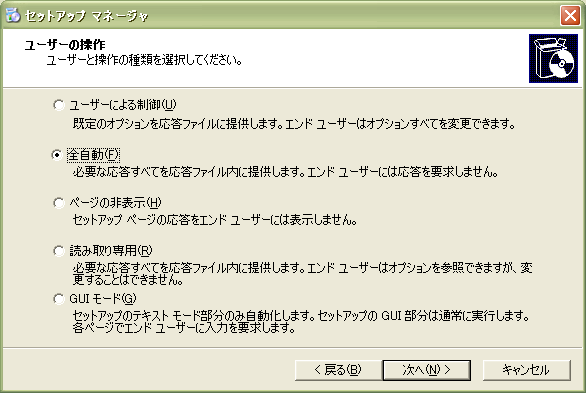 セットアップ マネージャ
ユーザーの操作
ユーザーと操作の種類を選択してください。
ユーザーによる制御(U)
既定のオプションを応答ファイルに提供します。エンド ユーザーはオプションすべてを変更できます。
全自動(F)
必要な応答すべてを応答ファイル内に提供します。エンド ユーザーには応答を要求しません。
ページの非表示(H)
セットアップ ページの応答をエンド ユーザーには表示しません。
読み取り専用(R)
必要な応答すべてを応答ファイル内に提供します。エンド ユーザーはオプションを参照できますが、変
更することはできません。
GUI モード(G)
セットアップのテキスト モード部分のみ自動化します。セットアップの GUI 部分は通常に実行します。
各ページでエンド ユーザーに入力を要求します。
< 戻る(B)
次へ(N) >
キャンセル